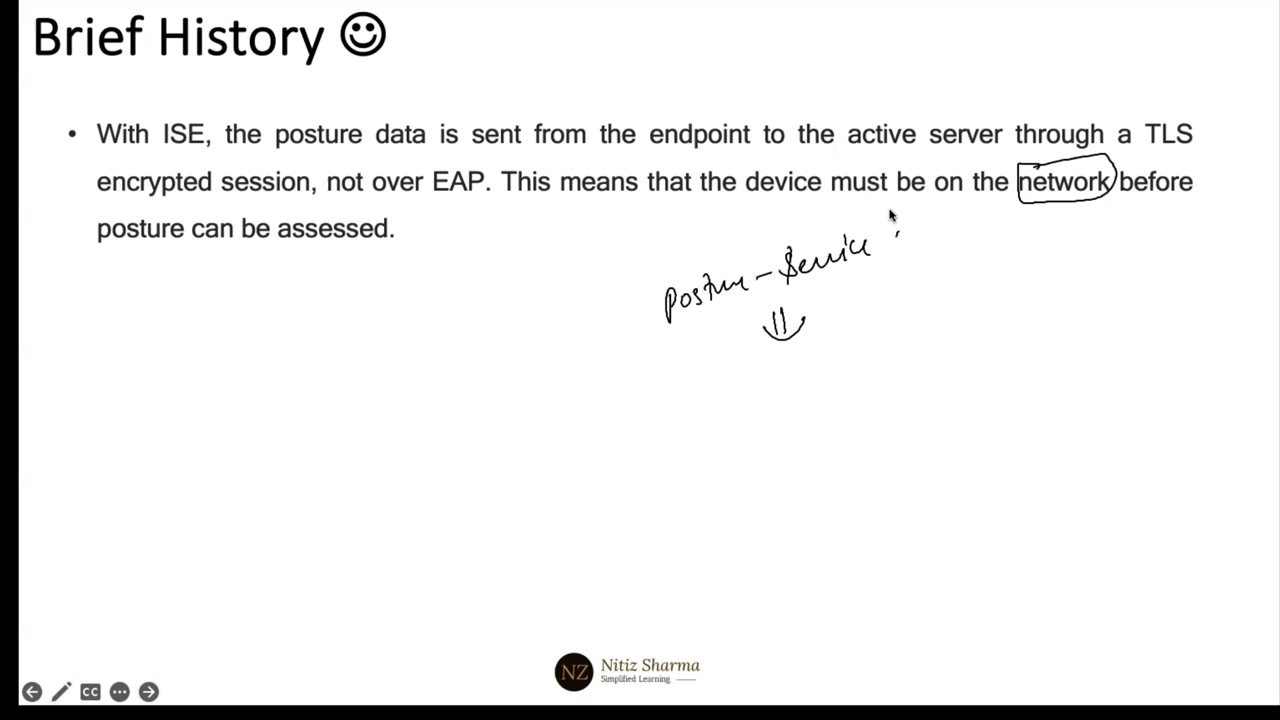 Brief History
• With ISE, the posture data is sent from the endpoint to the active server through a TLS
encrypted session, not over EAP. This means that the device must be on the network before
posture can be assessed.
Posture - Service
CC
NZ
Nitiz Sharma
Simplified Learning